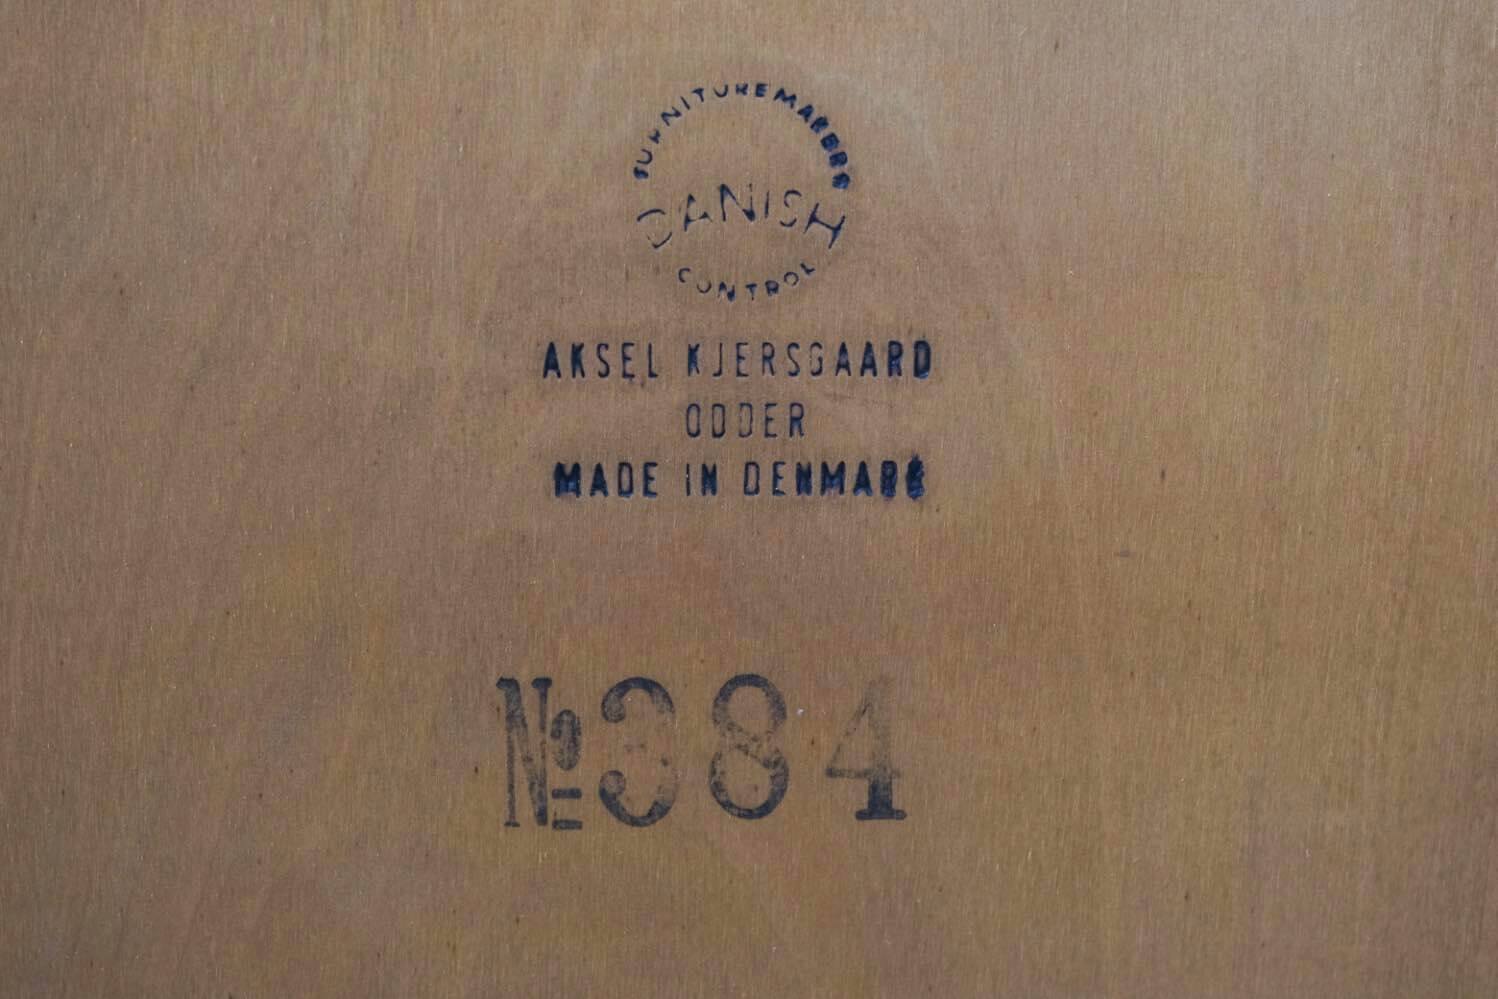 FURNITUREMAKERS
DANISH
CONTROL
AKSEL KJERSGAARD
ODDER
MADE IN DENMARK
№ 384